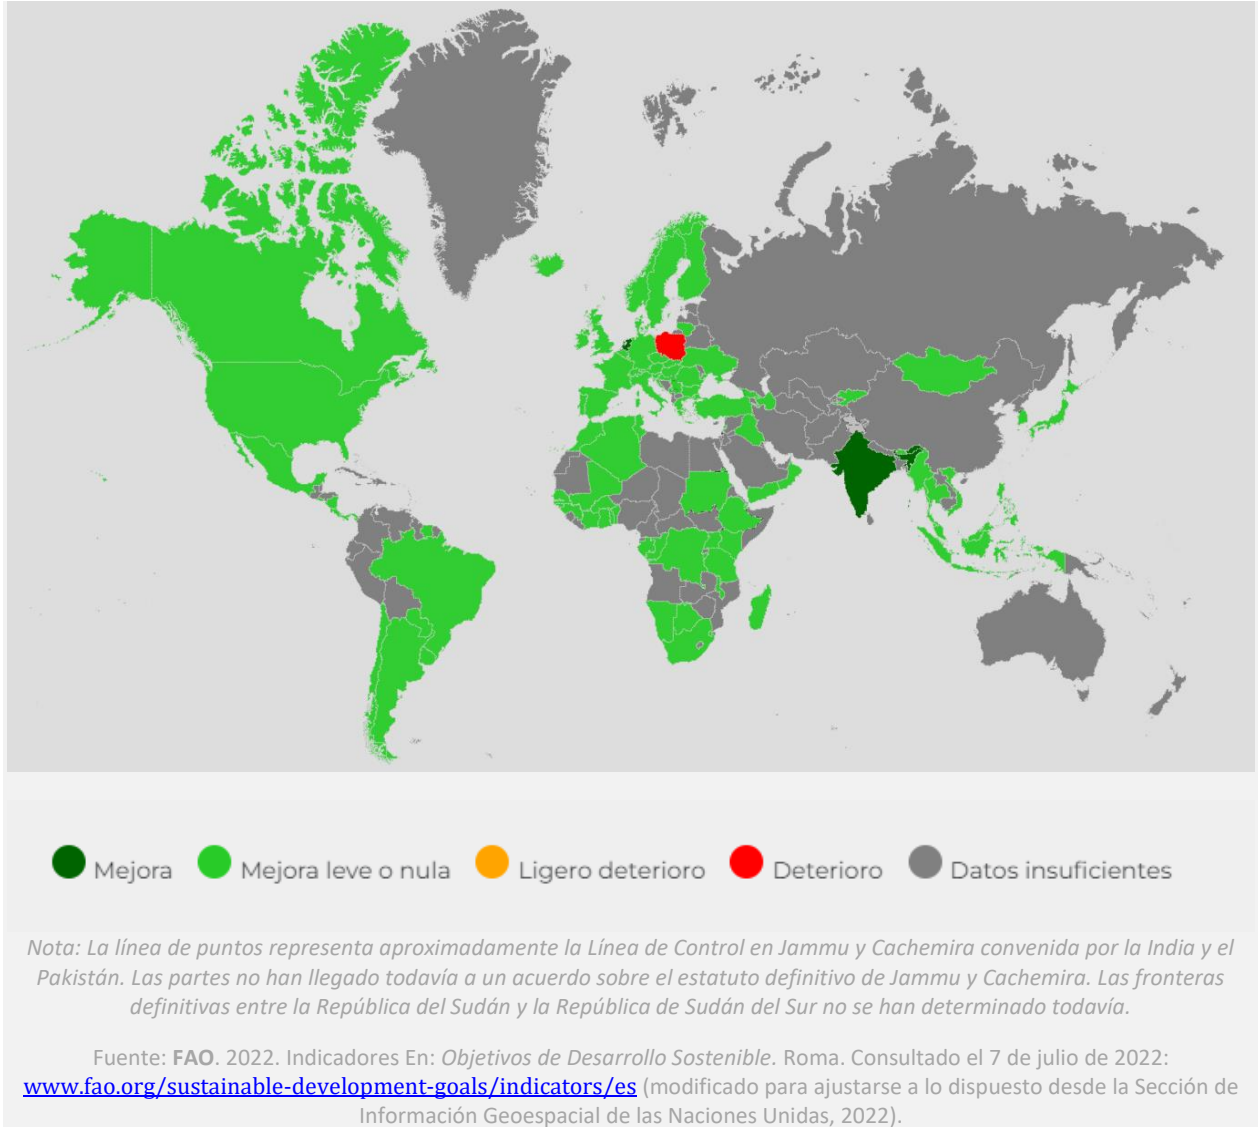 Mejora
Mejora leve o nula
Ligero deterioro
Deterioro
Datos insuficientes
Nota: La línea de puntos representa aproximadamente la Línea de Control en Jammu y Cachemira convenida por la India y el
Pakistán. Las partes no han llegado todavía a un acuerdo sobre el estatuto definitivo de Jammu y Cachemira. Las fronteras
definitivas entre la República del Sudán y la República de Sudán del Sur no se han determinado todavía.
Fuente: FAO. 2022. Indicadores En: Objetivos de Desarrollo Sostenible. Roma. Consultado el 7 de julio de 2022:
www.fao.org/sustainable-development-goals/indicators/es (modificado para ajustarse a lo dispuesto desde la Sección de
Información Geoespacial de las Naciones Unidas, 2022).